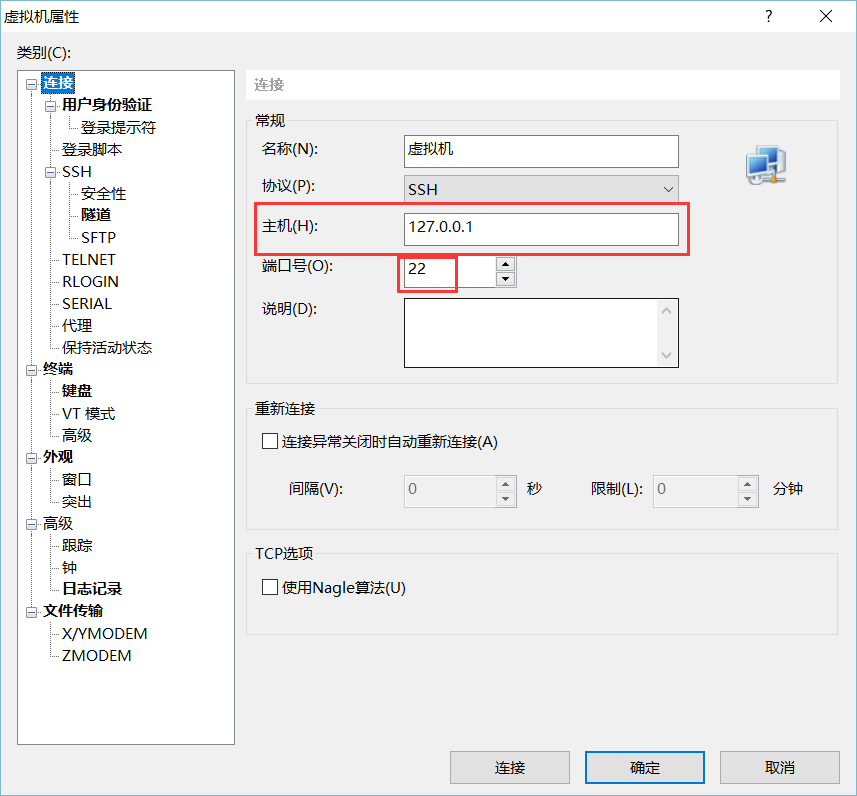 虚拟机属性
?
类别(C):
连接
用户身份验证
登录提示符
登录脚本
SSH
安全性
隧道
SFTP
TELNET
RLOGIN
SERIAL
代理
保持活动状态
终端
键盘
VT 模式
高级
外观
窗口
突出
高级
跟踪
钟
日志记录
文件传输
X/YMODEM
ZMODEM
连接
常规
名称(N): 虚拟机
协议(P): SSH
主机(H): 127.0.0.1
端口号(O): 22
说明(D):
重新连接
连接异常关闭时自动重新连接(A)
间隔(V): 0 秒 限制(L): 0 分钟
TCP选项
使用Nagle算法(U)
连接 确定 取消